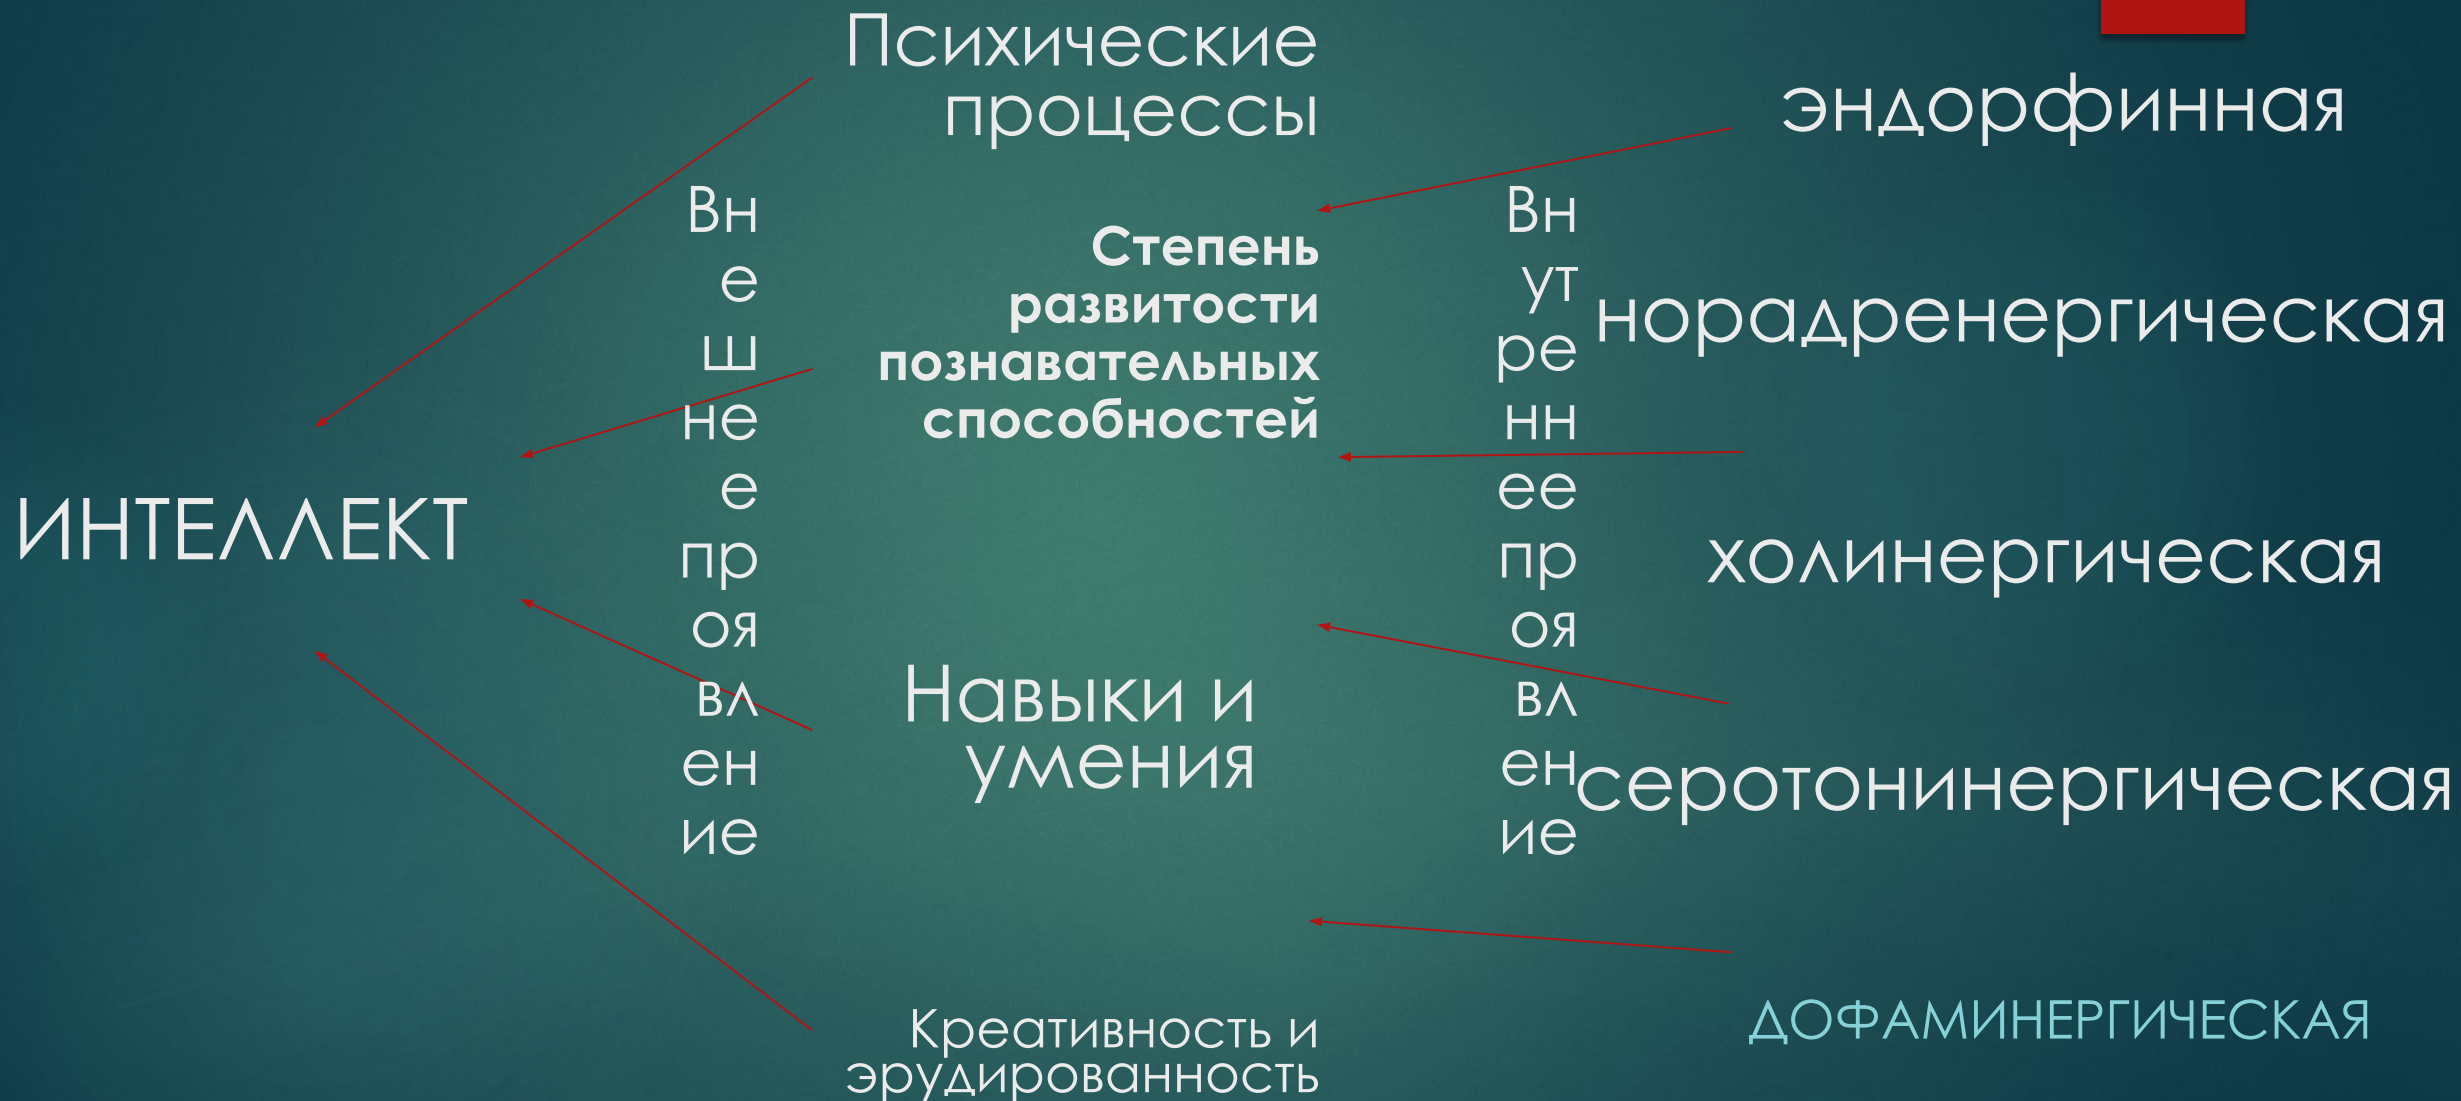 ИНТЕЛЛЕКТ
Вн
е
ш
не
е
пр
оя
вл
ен
ие
Психические
процессы
Степень
развитости
познавательных
способностей
Навыки и
умения
Креативность и
эрудированность
Вн
ут
ре
нн
ее
пр
оя
вл
ен
ие
эндорфинная
норадренергическая
холинергическая
серотонинергическая
ДОФАМИНЕРГИЧЕСКАЯ